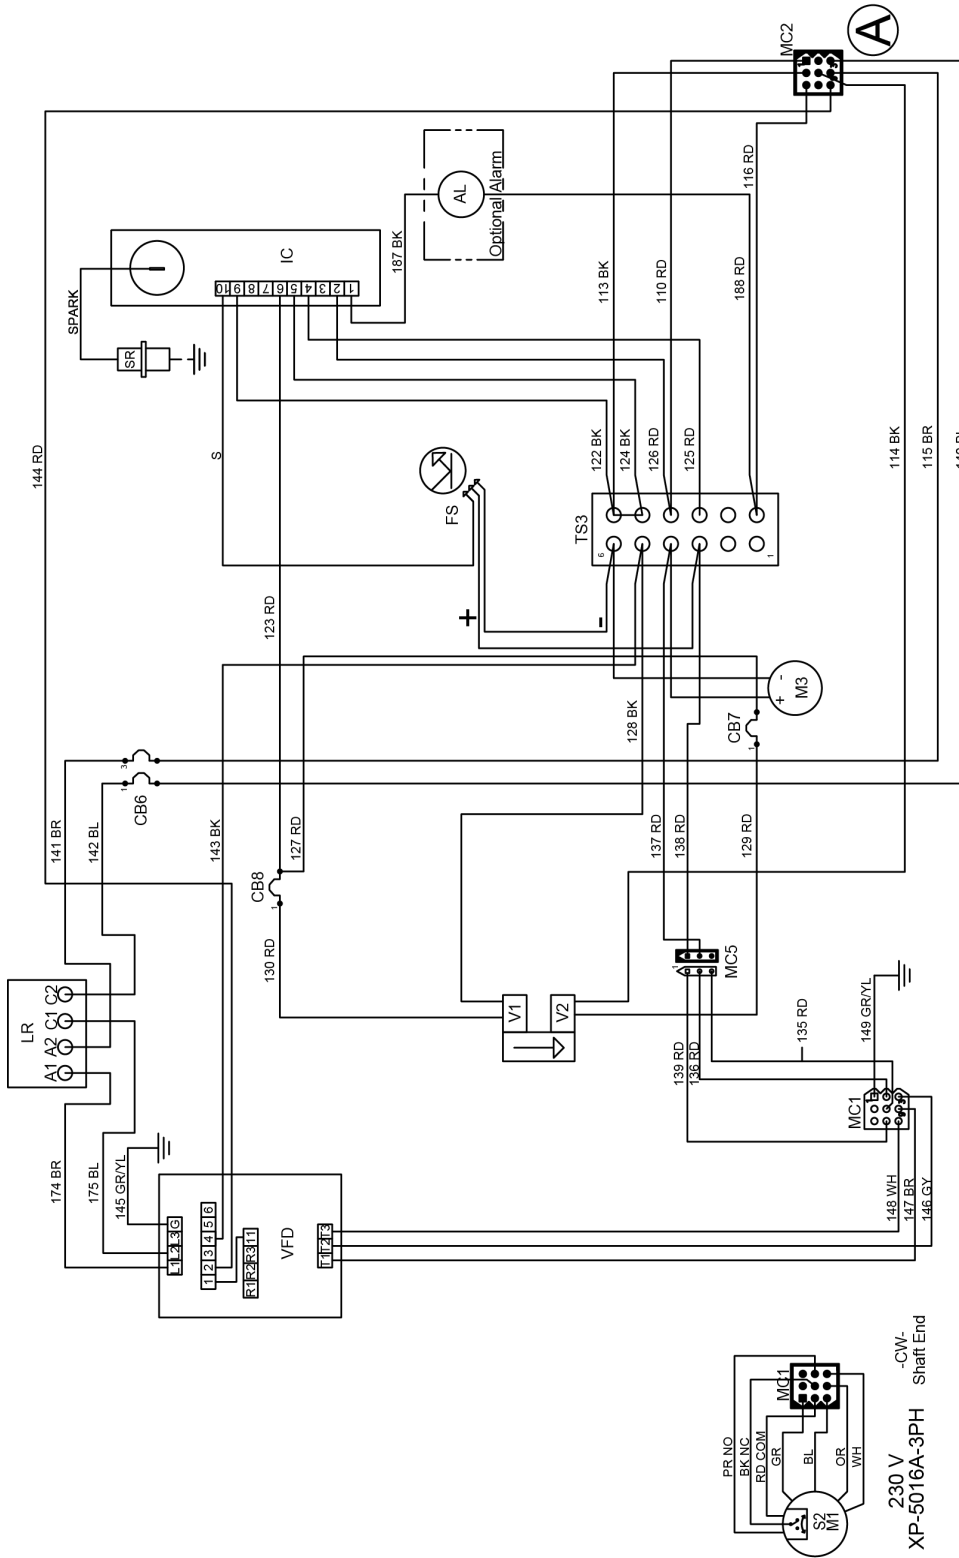 MC2
A
144 RD
SPARK
SR
IC
10
9
8
7
6
5
4
3
2
1
187 BK
AL
Optional Alarm
116 RD
113 BK
110 RD
188 RD
S
FS
122 BK
124 BK
126 RD
125 RD
114 BK
115 BR
TS3
6
1
+
-
123 RD
128 BK
M3
+ -
CB7
1
3
1
CB6
141 BR
142 BL
143 BK
127 RD
CB8
1
130 RD
137 RD
138 RD
129 RD
MC5
1
LR
A1 A2 C1 C2
V1
V2
139 RD
136 RD
135 RD
149 GR/YL
MC1
174 BR
175 BL
145 GR/YL
L1 L2 L3 G
1 2 3 4 5 6
R1 R2 R3 11
VFD
T1 T2 T3
148 WH
147 BR
146 GY
PR NO
BK NC
RD COM
GR
BL
OR
WH
MC1
S2
M1
230 V
XP-5016A-3PH
-CW-
Shaft End